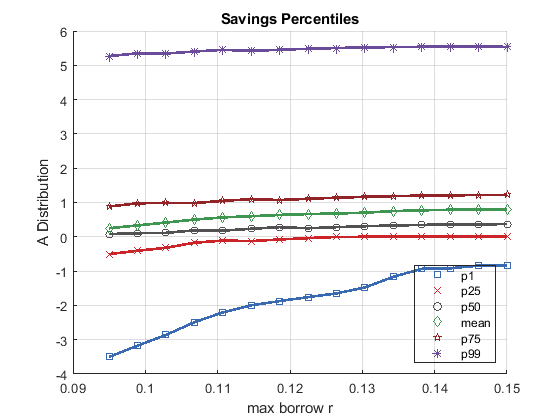 Savings Percentiles
6
5
4
3
2
1
0
-1
-2
-3
-4
A Distribution
p1
p25
p50
mean
p75
p99
0.09
0.1
0.11
0.12
0.13
0.14
0.15
max borrow r